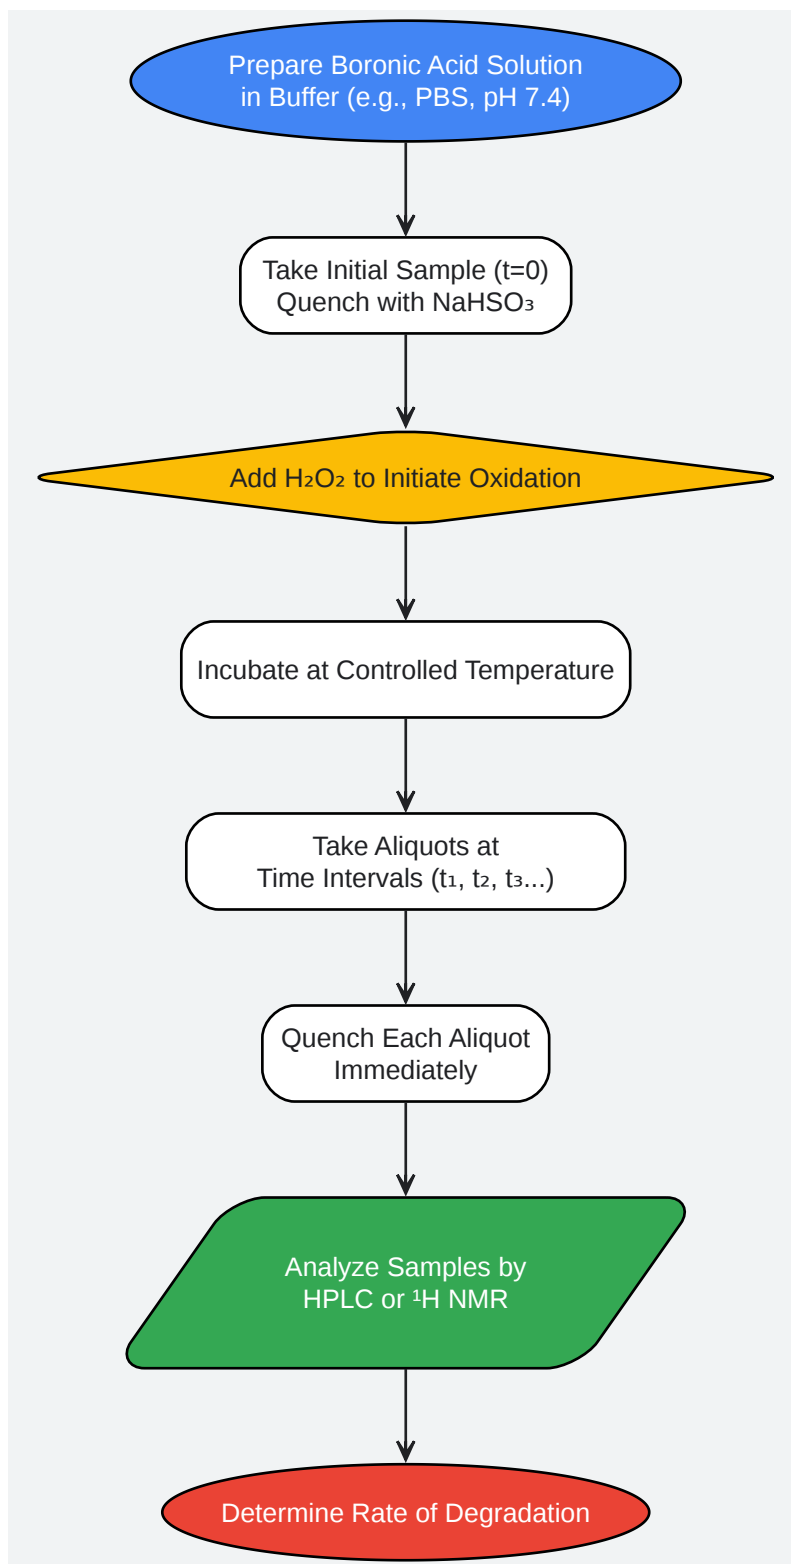 Prepare Boronic Acid Solution
in Buffer (e.g., PBS, pH 7.4)
Take Initial Sample (t=0)
Quench with NaHSO₃
Add H₂O₂ to Initiate Oxidation
Incubate at Controlled Temperature
Take Aliquots at
Time Intervals (t₁, t₂, t₃...)
Quench Each Aliquot
Immediately
Analyze Samples by
HPLC or ¹H NMR
Determine Rate of Degradation